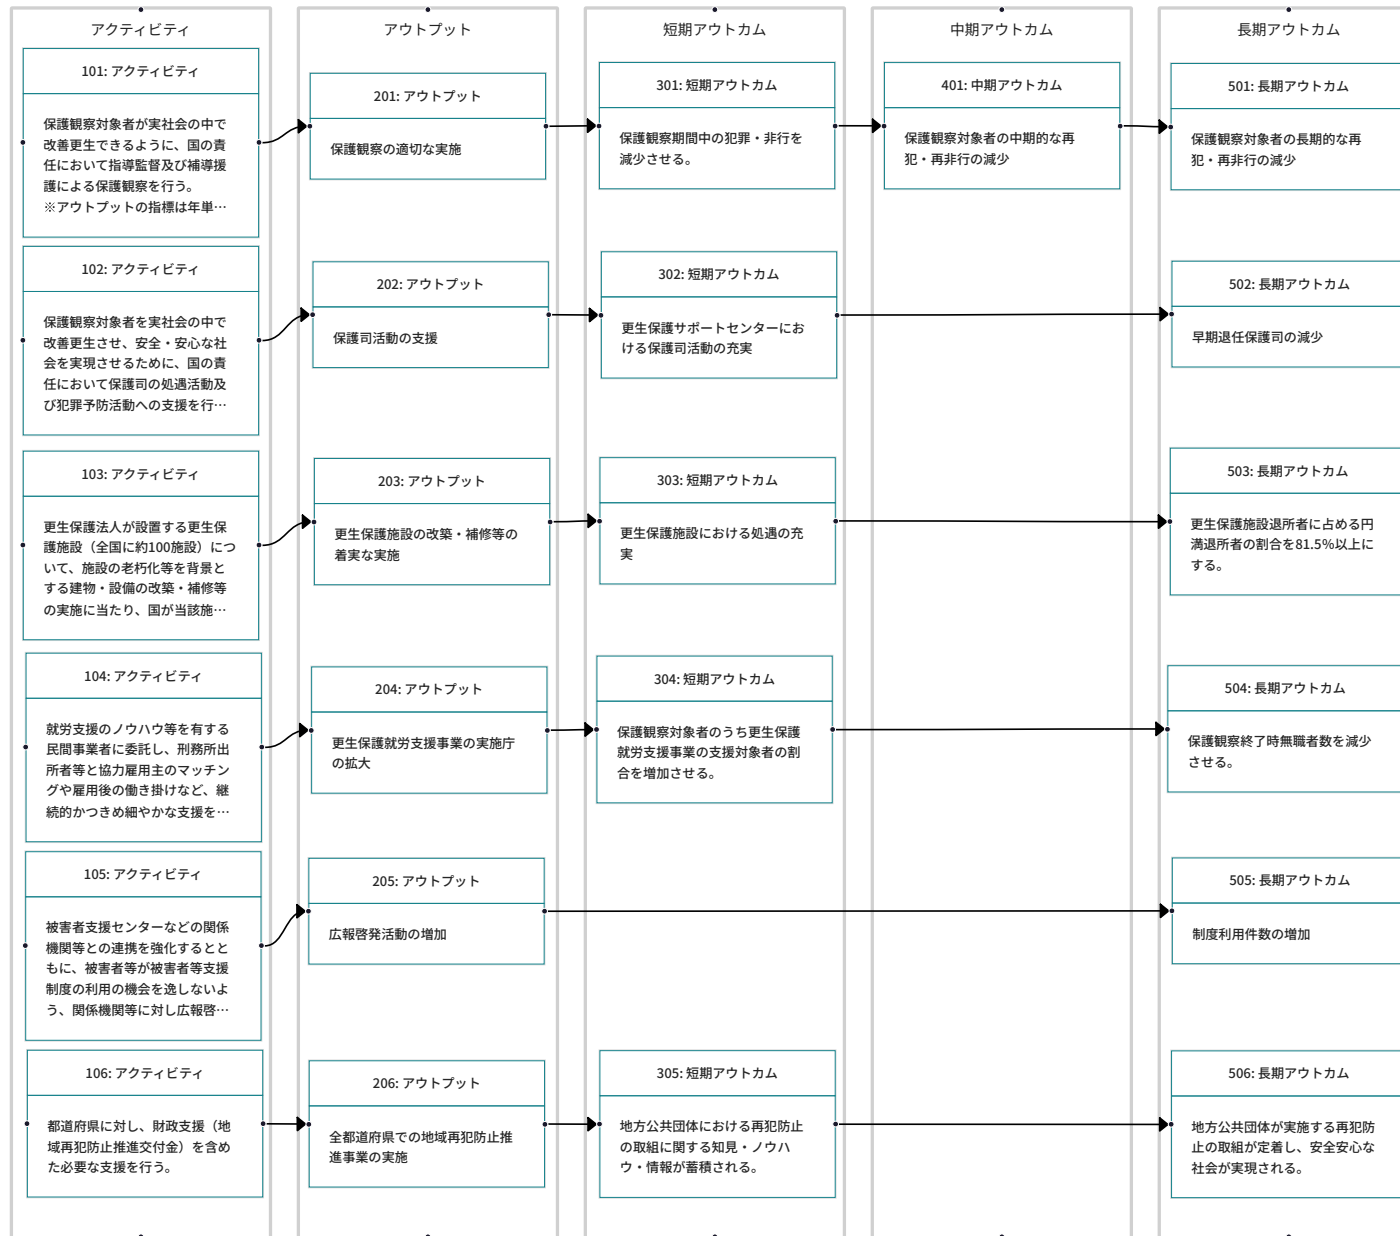 アクティビティ
アウトプット
短期アウトカム
中期アウトカム
長期アウトカム
101: アクティビティ
保護観察対象者が実社会の中で
改善更生できるように、国の責
任において指導監督及び補導援
護による保護観察を行う。
※アウトプットの指標は年単…
201: アウトプット
保護観察の適切な実施
301: 短期アウトカム
保護観察期間中の犯罪・非行を
減少させる。
401: 中期アウトカム
保護観察対象者の中期的な再
犯・再非行の減少
501: 長期アウトカム
保護観察対象者の長期的な再
犯・再非行の減少
102: アクティビティ
保護観察対象者を実社会の中で
改善更生させ、安全・安心な社
会を実現させるために、国の責
任において保護司の処遇活動及
び犯罪予防活動への支援を行…
202: アウトプット
保護司活動の支援
302: 短期アウトカム
更生保護サポートセンターにお
ける保護司活動の充実
502: 長期アウトカム
早期退任保護司の減少
103: アクティビティ
更生保護法人が設置する更生保
護施設（全国に約100施設）につ
いて、施設の老朽化等を背景と
する建物・設備の改築・補修等
の実施に当たり、国が当該施…
203: アウトプット
更生保護施設の改築・補修等の
着実な実施
303: 短期アウトカム
更生保護施設における処遇の充
実
503: 長期アウトカム
更生保護施設退所者に占める円
満退所者の割合を81.5%以上に
する。
104: アクティビティ
就労支援のノウハウ等を有する
民間事業者に委託し、刑務所出
所者等と協力雇用主のマッチン
グや雇用後の働き掛けなど、継
続的かつきめ細やかな支援を…
204: アウトプット
更生保護就労支援事業の実施庁
の拡大
304: 短期アウトカム
保護観察対象者のうち更生保護
就労支援事業の支援対象者の割
合を増加させる。
504: 長期アウトカム
保護観察終了時無職者数を減少
させる。
105: アクティビティ
被害者支援センターなどの関係
機関等との連携を強化するとと
もに、被害者等が被害者等支援
制度の利用の機会を逸しないよ
う、関係機関等に対し広報啓…
205: アウトプット
広報啓発活動の増加
505: 長期アウトカム
制度利用件数の増加
106: アクティビティ
都道府県に対し、財政支援（地
域再犯防止推進交付金）を含め
た必要な支援を行う。
206: アウトプット
全都道府県での地域再犯防止推
進事業の実施
305: 短期アウトカム
地方公共団体における再犯防止
の取組に関する知見・ノウハ
ウ・情報が蓄積される。
506: 長期アウトカム
地方公共団体が実施する再犯防
止の取組が定着し、安全安心な
社会が実現される。